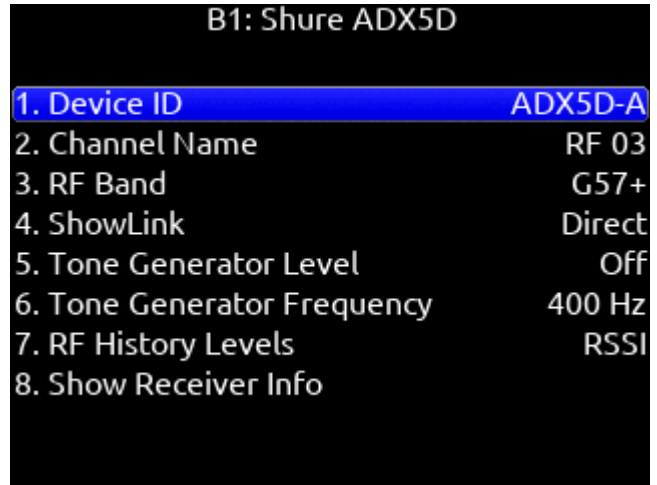 B1: Shure ADX5D
1. Device ID ADX5D-A
2. Channel Name RF 03
3. RF Band G57+
4. ShowLink Direct
5. Tone Generator Level Off
6. Tone Generator Frequency 400 Hz
7. RF History Levels RSSI
8. Show Receiver Info